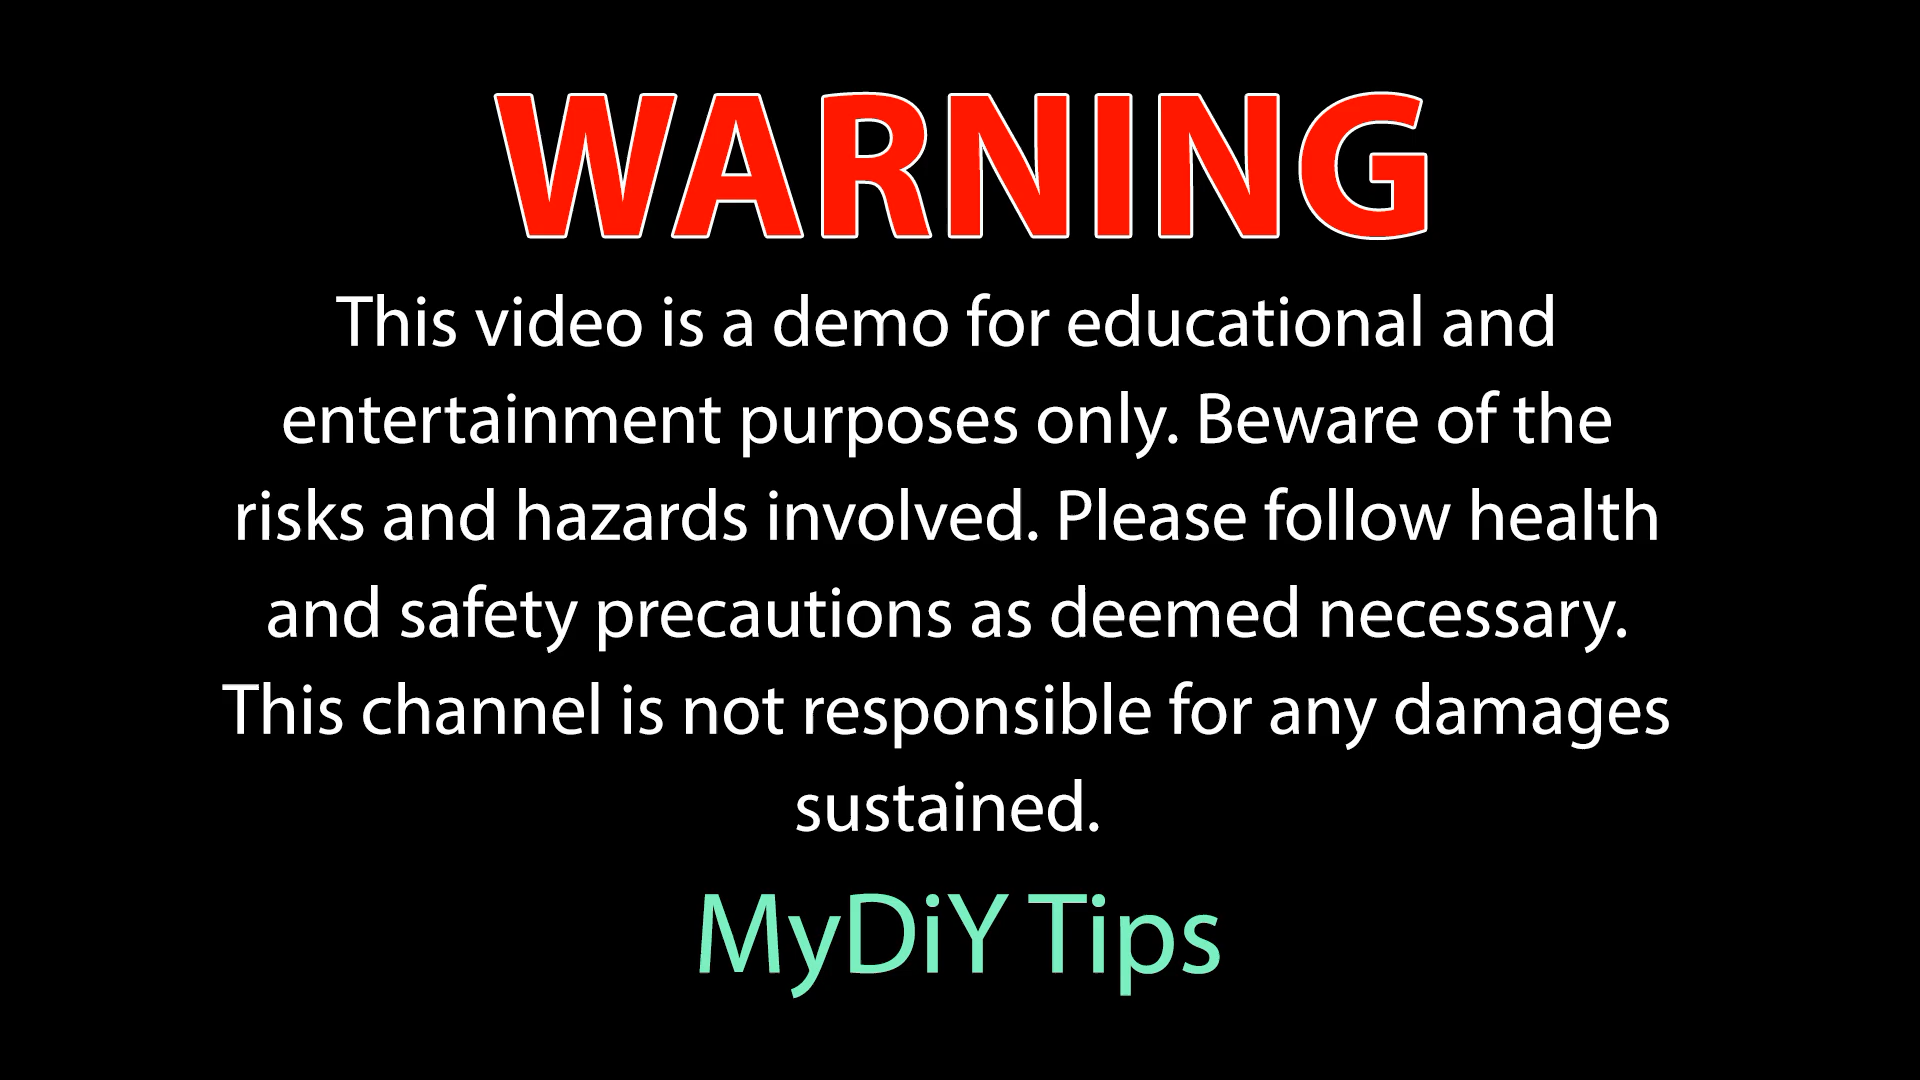 WARNING
This video is a demo for educational and
entertainment purposes only. Beware of the
risks and hazards involved. Please follow health
and safety precautions as deemed necessary.
This channel is not responsible for any damages
sustained.
MyDiY Tips